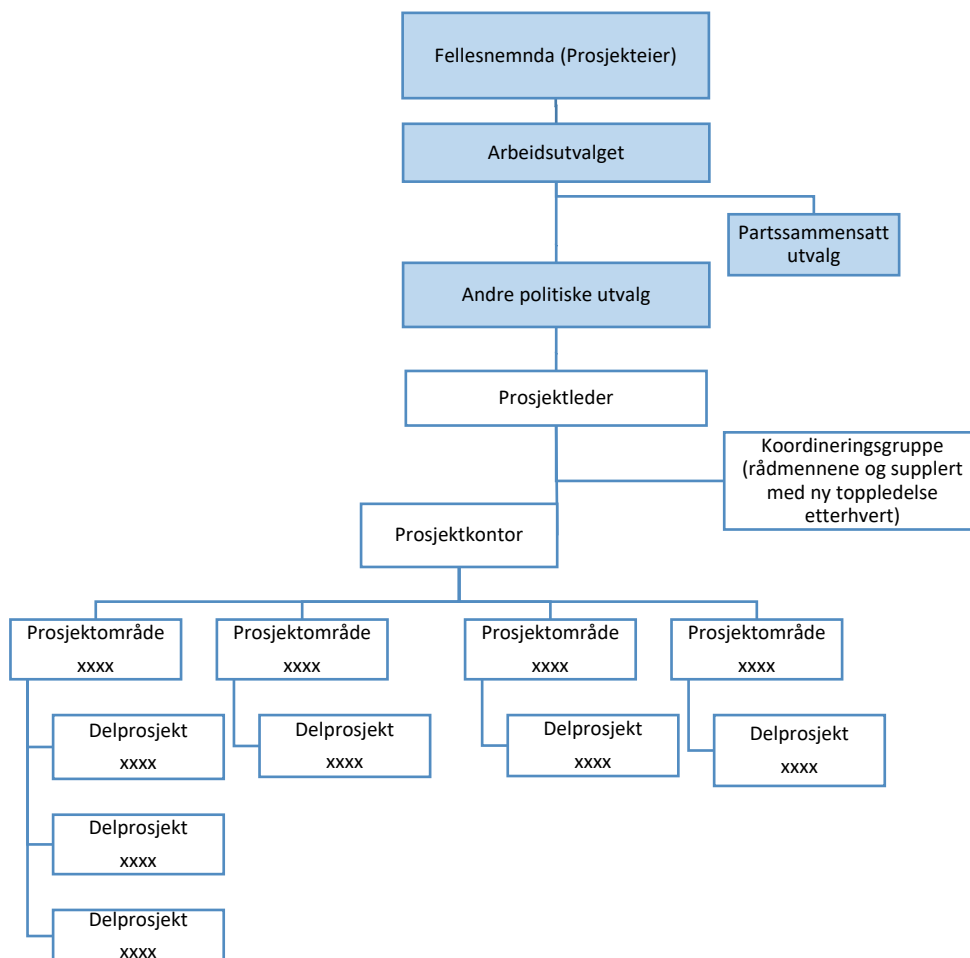 Fellesnemnda (Prosjekteier)
Arbeidsutvalget
Partssammensatt
utvalg
Andre politiske utvalg
Prosjektleder
Koordineringsgruppe
(rådmennene og supplert
med ny toppledelse
etterhvert)
Prosjektkontor
Prosjektområde
xxxx
Prosjektområde
xxxx
Prosjektområde
xxxx
Prosjektområde
xxxx
Delprosjekt
xxxx
Delprosjekt
xxxx
Delprosjekt
xxxx
Delprosjekt
xxxx
Delprosjekt
xxxx
Delprosjekt
xxxx